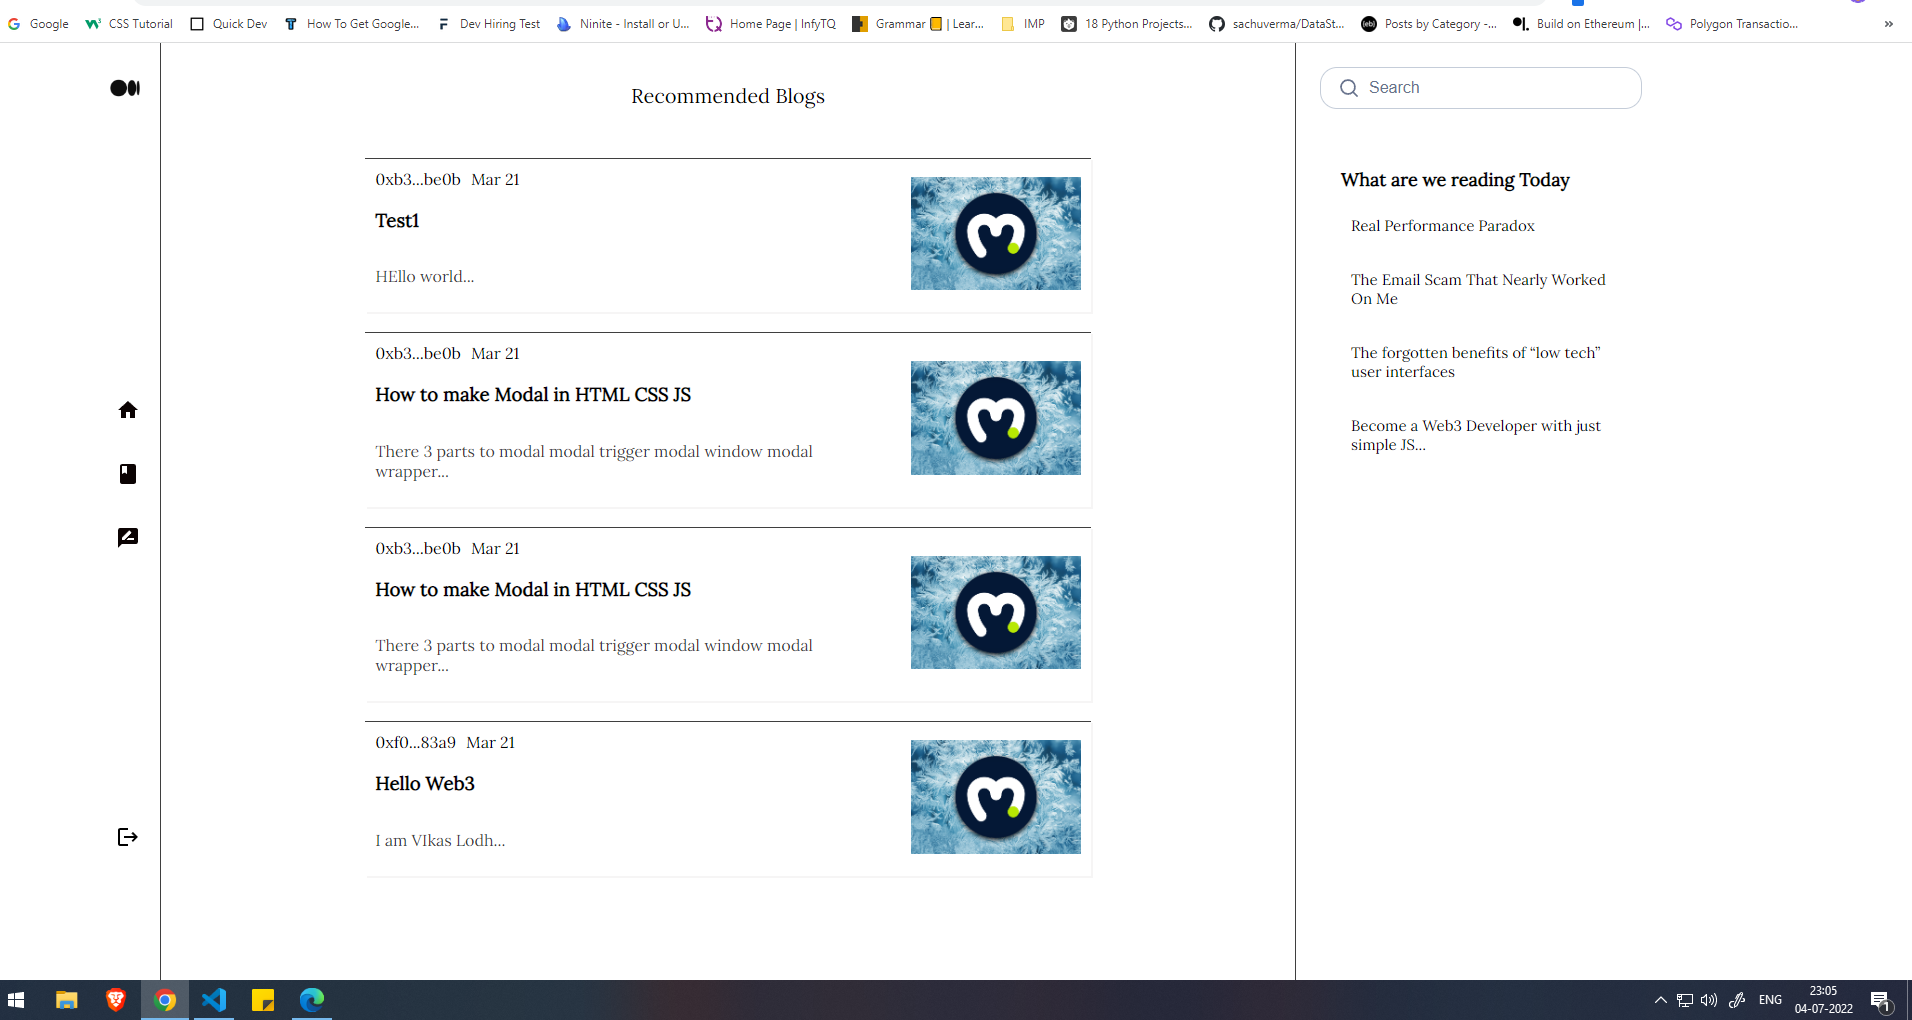 Google CSS Tutorial Quick Dev How To Get Google... Dev Hiring Test Ninite - Install or U... Home Page | InfyTQ Grammar | Lear... IMP 18 Python Projects... sachuverma/DataSt... Posts by Category -... Build on Ethereum |... Polygon Transactio... »
Recommended Blogs
0xb3...be0b Mar 21
Test1
HEllo world...
0xb3...be0b Mar 21
How to make Modal in HTML CSS JS
There 3 parts to modal modal trigger modal window modal
wrapper...
0xb3...be0b Mar 21
How to make Modal in HTML CSS JS
There 3 parts to modal modal trigger modal window modal
wrapper...
0xf0...83a9 Mar 21
Hello Web3
I am VIkas Lodh...
Search
What are we reading Today
Real Performance Paradox
The Email Scam That Nearly Worked
On Me
The forgotten benefits of “low tech”
user interfaces
Become a Web3 Developer with just
simple JS...
ENG
23:05
04-07-2022
1